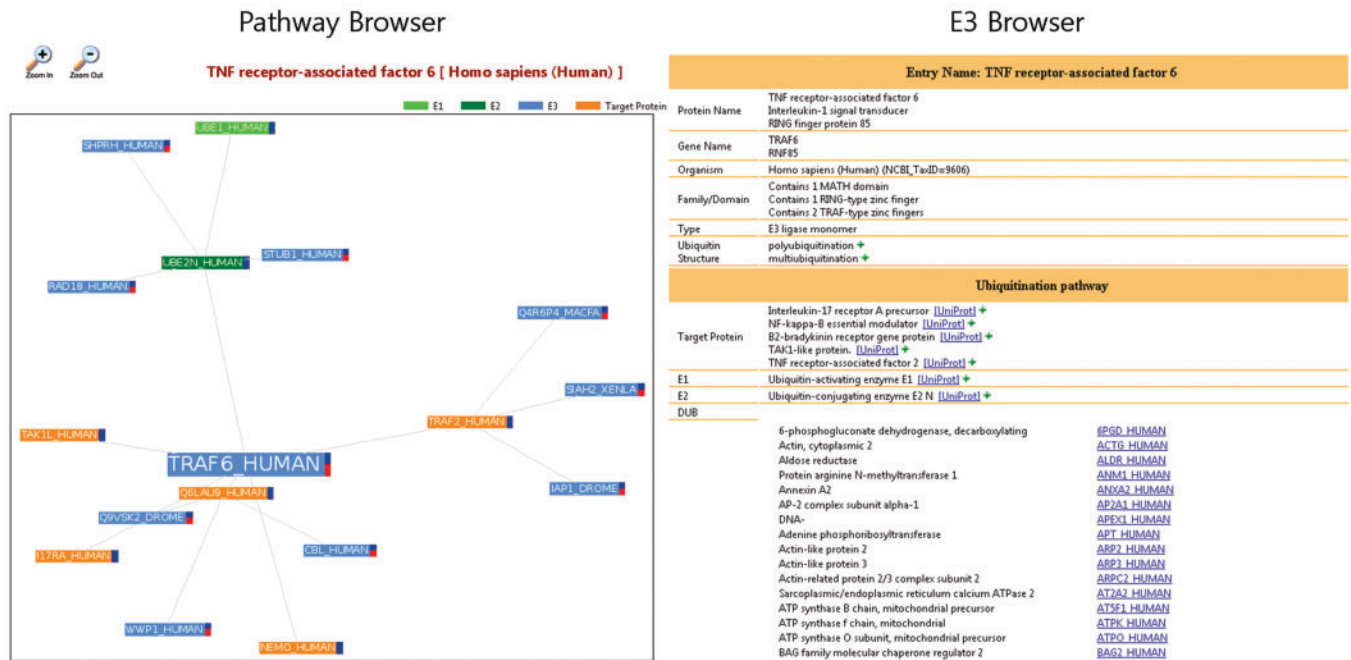 Pathway Browser
Zoom In
Zoom Out
TNF receptor-associated factor 6 [ Homo sapiens (Human) ]
E1
E2
E3
Target Protein
UBE1_HUMAN
SHPRH_HUMAN
STUB1_HUMAN
UBE2N_HUMAN
RAD18_HUMAN
Q4R6P4_MACFA
SIAH2_XENLA
TRAF2_HUMAN
TAK1L_HUMAN
TRAF6_HUMAN
Q6LAU9_HUMAN
IAP1_DROME
Q9VSK2_DROME
I17RA_HUMAN
CBL_HUMAN
WWP1_HUMAN
NEMO_HUMAN
E3 Browser
Entry Name: TNF receptor-associated factor 6
Protein Name
TNF receptor-associated factor 6
Interleukin-1 signal transducer
RING finger protein 85
Gene Name
TRAF6
RNF85
Organism
Homo sapiens (Human) (NCBI_TaxID=9606)
Family/Domain
Contains 1 MATH domain
Contains 1 RING-type zinc finger
Contains 2 TRAF-type zinc fingers
Type
E3 ligase monomer
Ubiquitin
Structure
polyubiquitination +
multiubiquitination +
Ubiquitination pathway
Target Protein
Interleukin-17 receptor A precursor [UniProt] +
NF-kappa-B essential modulator [UniProt] +
B2-bradykinin receptor gene protein [UniProt] +
TAK1-like protein. [UniProt] +
TNF receptor-associated factor 2 [UniProt] +
E1
Ubiquitin-activating enzyme E1 [UniProt] +
E2
Ubiquitin-conjugating enzyme E2 N [UniProt] +
DUB
6-phosphogluconate dehydrogenase, decarboxylating 6PGD_HUMAN
Actin, cytoplasmic 2 ACTG_HUMAN
Aldose reductase ALDR_HUMAN
Protein arginine N-methyltransferase 1 ANM1_HUMAN
Annexin A2 ANXA2_HUMAN
AP-2 complex subunit alpha-1 AP2A1_HUMAN
DNA- APEX1_HUMAN
Adenine phosphoribosyltransferase APT_HUMAN
Actin-like protein 2 ARP2_HUMAN
Actin-like protein 3 ARP3_HUMAN
Actin-related protein 2/3 complex subunit 2 ARPC2_HUMAN
Sarcoplasmic/endoplasmic reticulum calcium ATPase 2 AT2A2_HUMAN
ATP synthase B chain, mitochondrial precursor AT5F1_HUMAN
ATP synthase f chain, mitochondrial ATPK_HUMAN
ATP synthase O subunit, mitochondrial precursor ATPO_HUMAN
BAG family molecular chaperone regulator 2 BAG2_HUMAN